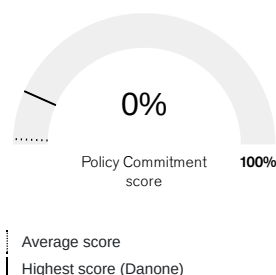 0%
Policy Commitment 100%
score
Average score
Highest score (Danone)